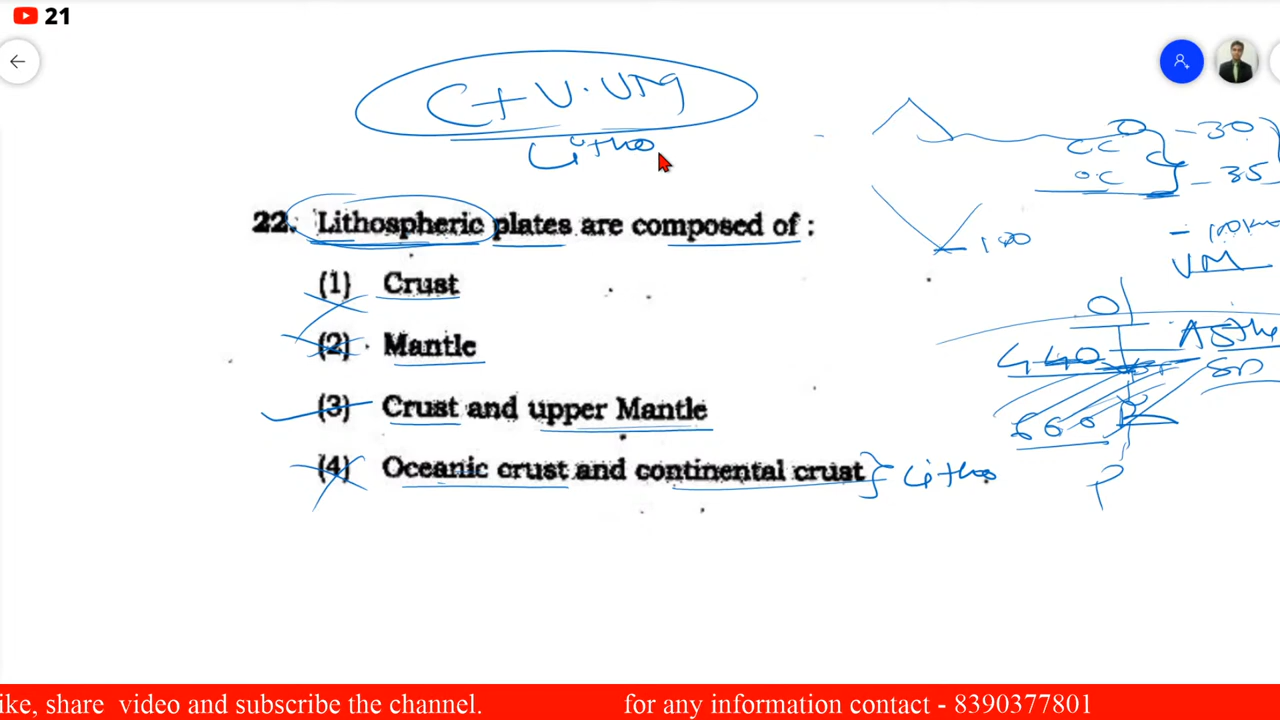 21
C+U.UM
Litho
CC
-30
O.C
-35
100
UM
22. Lithospheric plates are composed of :
(1) Crust
(2) Mantle
(3) Crust and upper Mantle
(4) Oceanic crust and continental crust
Litho
440
660
P
ike, share video and subscribe the channel. for any information contact - 8390377801